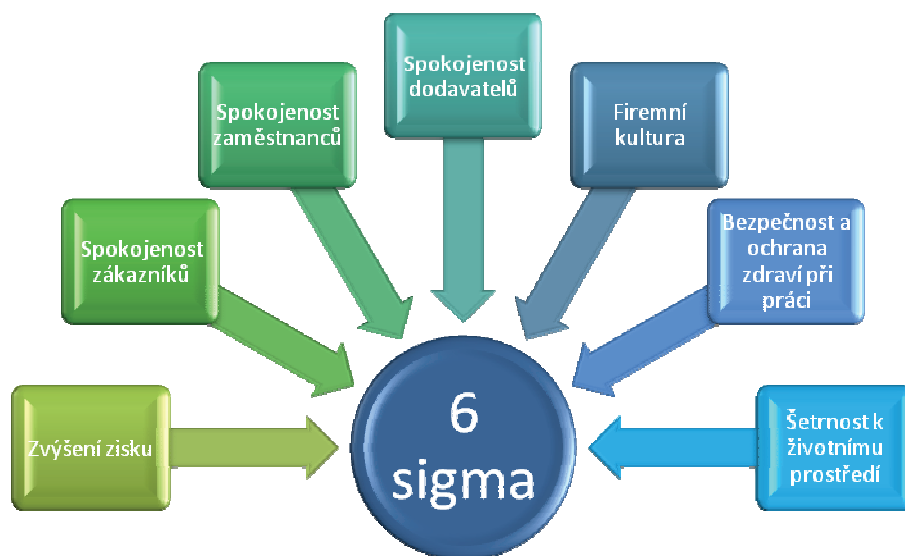 Zvýšení zisku
Spokojenost
zákazníků
Spokojenost
zaměstnanců
Spokojenost
dodavatelů
Firemní
kultura
Bezpečnost a
ochrana
zdraví při
práci
Šetrnost k
životnímu
prostředí
6
sigma